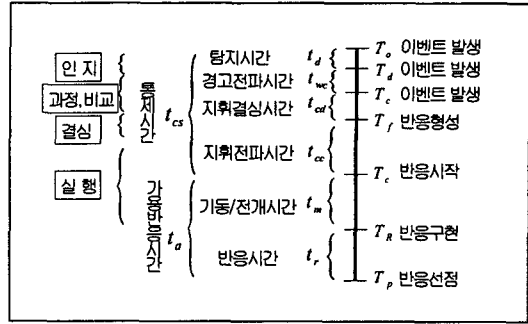 인 지
과정, 비교
결심
실 행
통제시간 t_cs
가용반응시간 t_a
탐지시간 t_d
경고전파시간 t_wc
지휘결심시간 t_cd
지휘전파시간 t_cc
기동/전개시간 t_m
반응시간 t_r
T_o 이벤트 발생
T_d 이벤트 발생
T_c 이벤트 발생
T_f 반응형성
T_c 반응시작
T_R 반응구현
T_p 반응선정